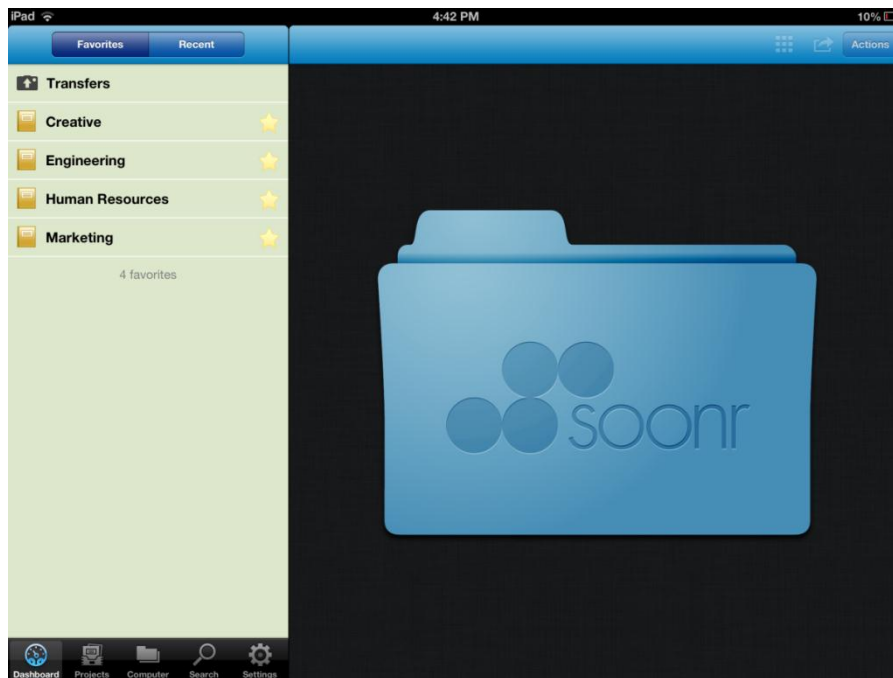 iPad 4:42 PM 10%
Favorites Recent
Actions
Transfers
Creative
Engineering
Human Resources
Marketing
4 favorites
soonr
Dashboard Projects Computer Search Settings